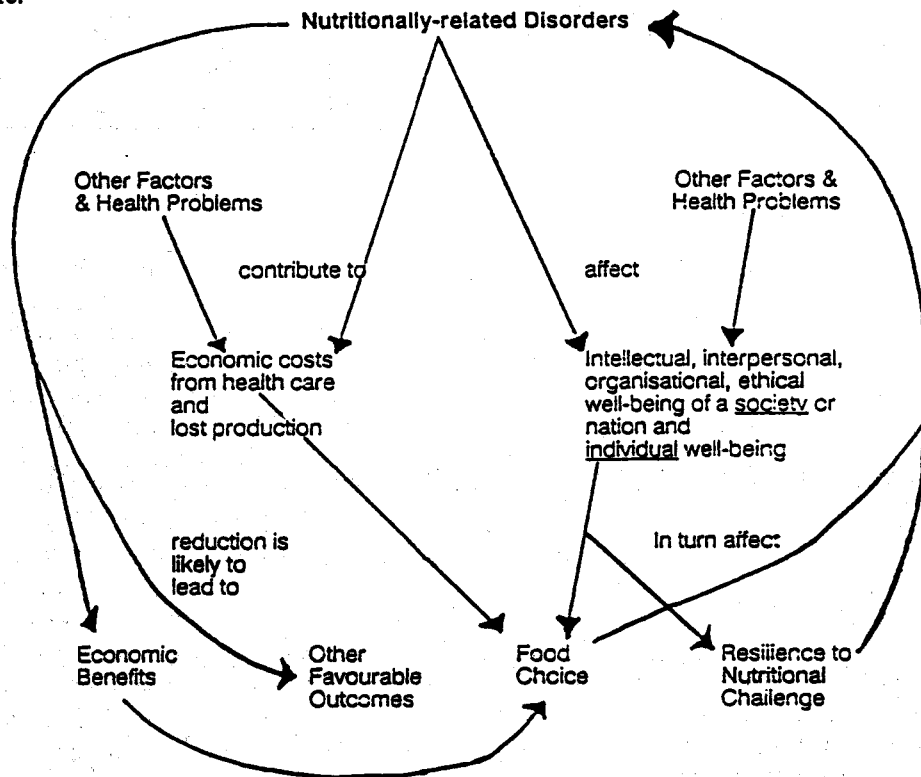 Nutritionally-related Disorders
Other Factors
& Health Problems
Other Factors &
Health Problems
contribute to
affect
Economic costs
from health care
and
lost production
Intellectual, interpersonal,
organisational, ethical
well-being of a society or
nation and
individual well-being
reduction is
likely to
lead to
In turn affect
Economic
Benefits
Other
Favourable
Outcomes
Food
Choice
Resilience to
Nutritional
Challenge